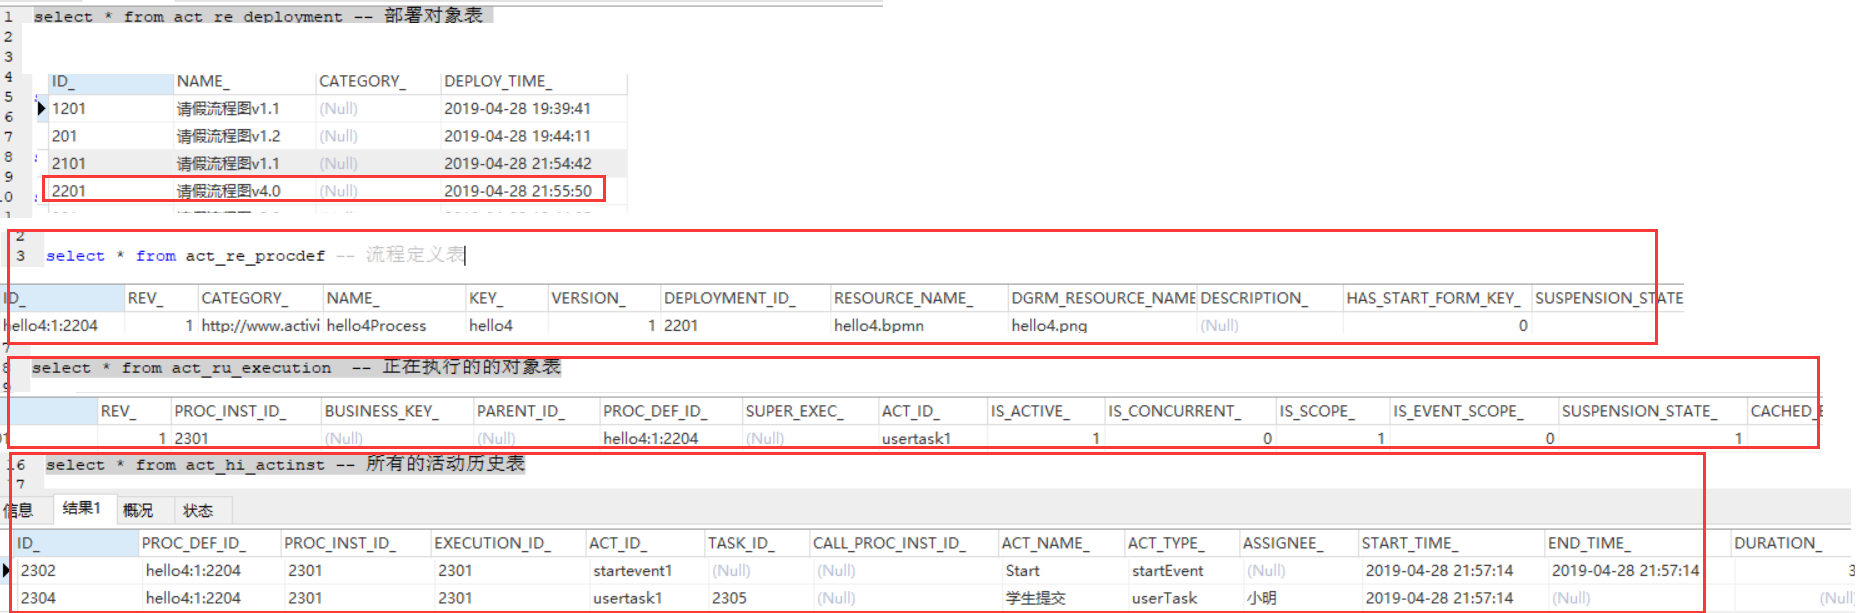 1 select * from act_re_deployment -- 部署对象表
2
3
4 ID_ NAME_ CATEGORY_ DEPLOY_TIME_
5
6 1201 请假流程图v1.1 (Null) 2019-04-28 19:39:41
7 201 请假流程图v1.2 (Null) 2019-04-28 19:44:11
8 2101 请假流程图v1.1 (Null) 2019-04-28 21:54:42
9
2201 请假流程图v4.0 (Null) 2019-04-28 21:55:50
2
3 select * from act_re_procdef -- 流程定义表
ID_ REV_ CATEGORY_ NAME_ KEY_ VERSION_ DEPLOYMENT_ID_ RESOURCE_NAME_ DGRM_RESOURCE_NAME DESCRIPTION_ HAS_START_FORM_KEY_ SUSPENSION_STATE
hello4:1:2204 1 http://www.activi hello4Process hello4 1 2201 hello4.bpmn hello4.png (Null) 0
7
8 select * from act_ru_execution -- 正在执行的的对象表
9
REV_ PROC_INST_ID_ BUSINESS_KEY_ PARENT_ID_ PROC_DEF_ID_ SUPER_EXEC_ ACT_ID_ IS_ACTIVE_ IS_CONCURRENT_ IS_SCOPE_ IS_EVENT_SCOPE_ SUSPENSION_STATE_ CACHED_E
01 1 2301 (Null) (Null) hello4:1:2204 (Null) usertask1 1 0 1 0 1
16 select * from act_hi_actinst -- 所有的活动历史表
17
信息 结果1 概况 状态
ID_ PROC_DEF_ID_ PROC_INST_ID_ EXECUTION_ID_ ACT_ID_ TASK_ID_ CALL_PROC_INST_ID_ ACT_NAME_ ACT_TYPE_ ASSIGNEE_ START_TIME_ END_TIME_ DURATION_
2302 hello4:1:2204 2301 2301 startevent1 (Null) (Null) Start startEvent (Null) 2019-04-28 21:57:14 2019-04-28 21:57:14 3
2304 hello4:1:2204 2301 2301 usertask1 2305 (Null) 学生提交 userTask 小明 2019-04-28 21:57:14 (Null) (Null)